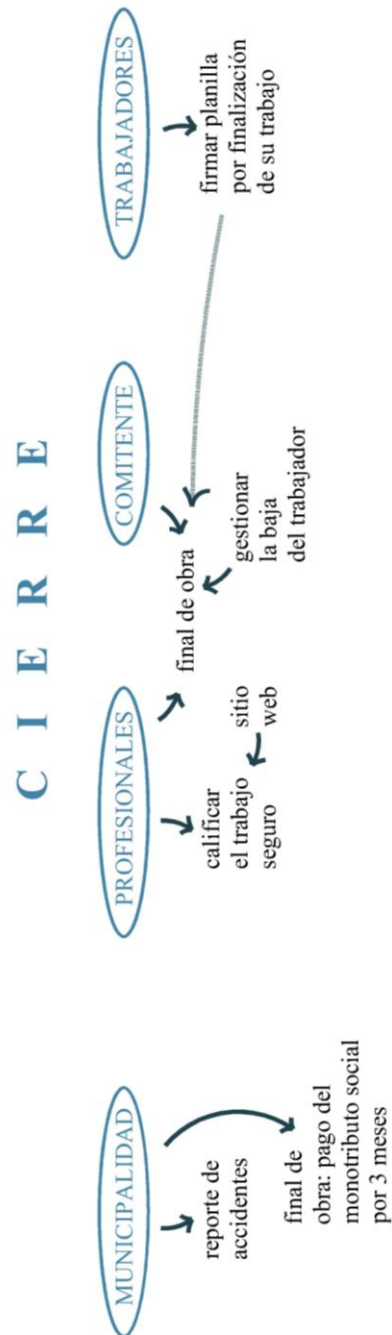 C I E R R E
MUNICIPALIDAD
reporte de
accidentes
final de
obra: pago del
monotributo social
por 3 meses
PROFESIONALES
calificar
el trabajo
seguro
sitio
web
final de obra
COMITENTE
gestionar
la baja
del trabajador
TRABAJADORES
firmar planilla
por finalización
de su trabajo